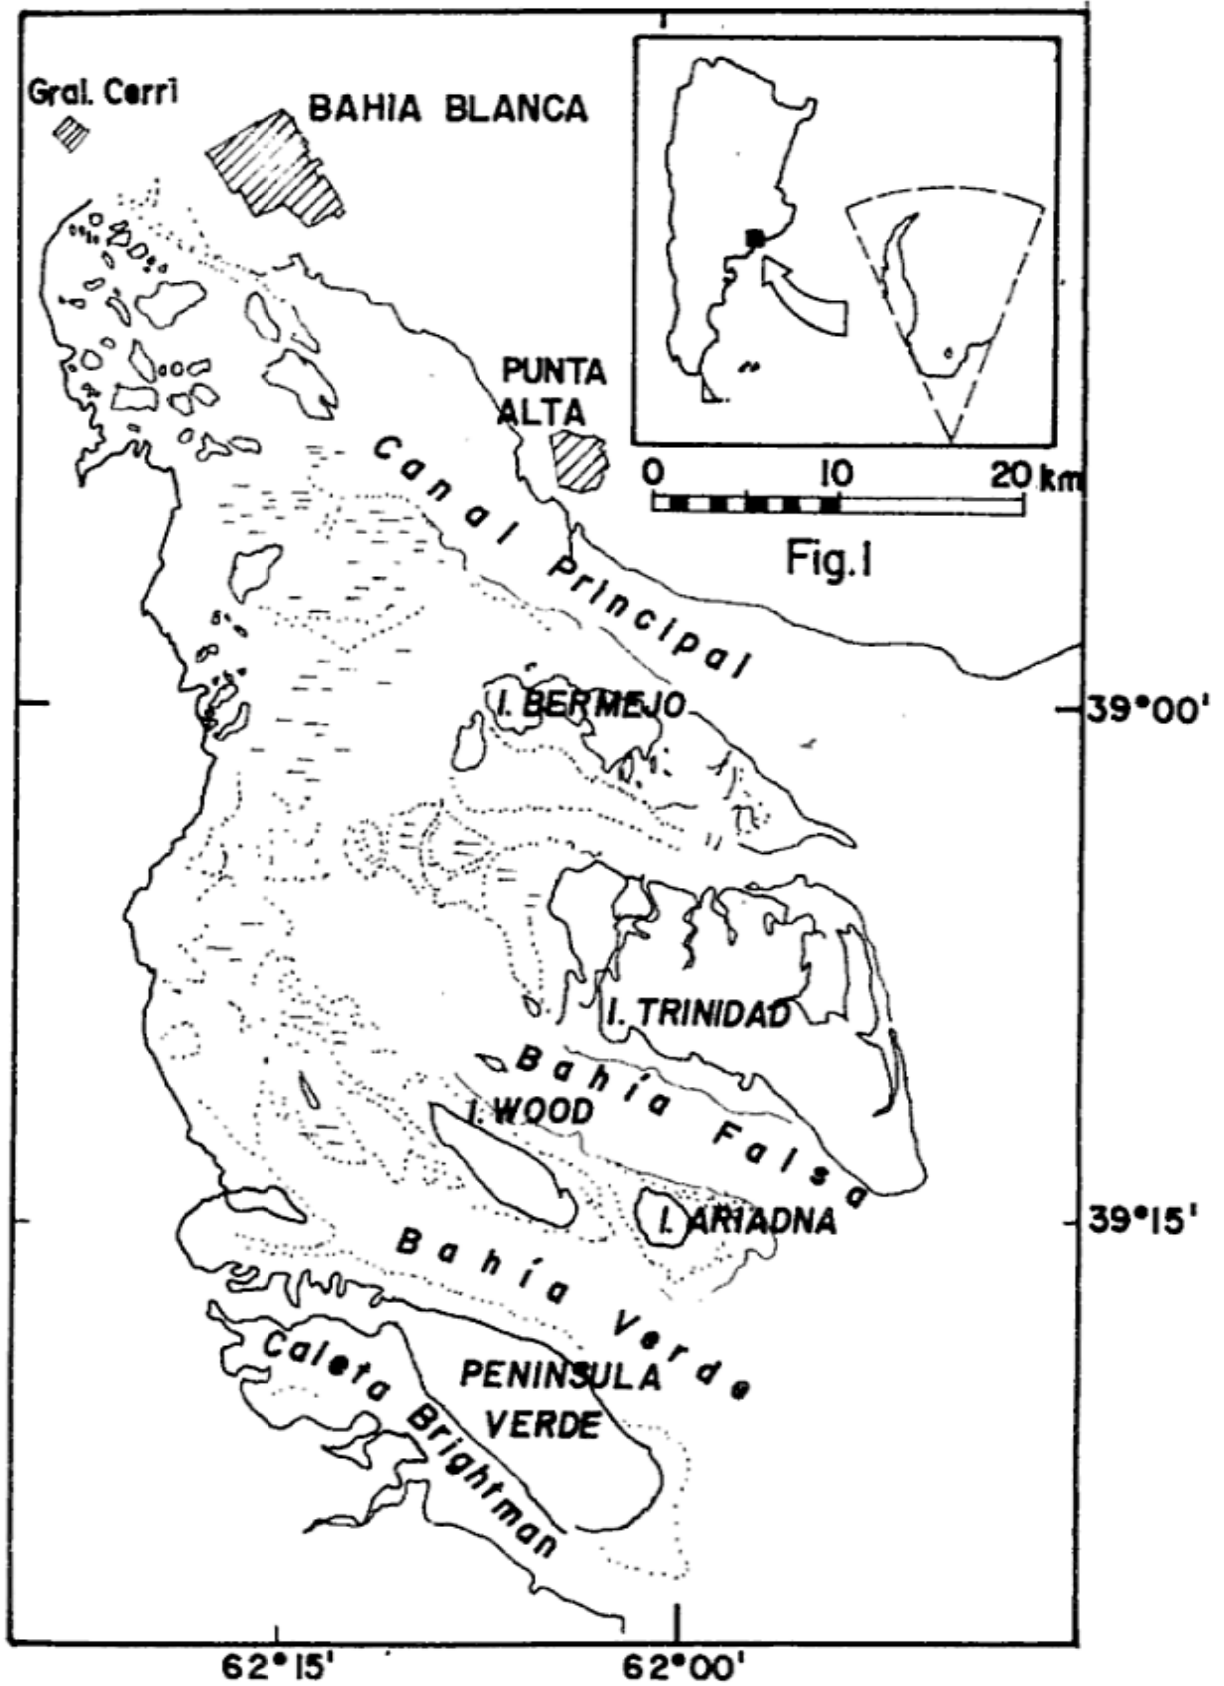 Gral. Cerri
BAHIA BLANCA
PUNTA
ALTA
0 10 20 km
Fig.1
Canal Principal
I. BERMEJO
39°00'
I. TRINIDAD
Bahía Falsa
I. WOOD
I. ARIADNA
39°15'
Bahía Verde
Caleta Brightman
PENINSULA
VERDE
62°15' 62°00'